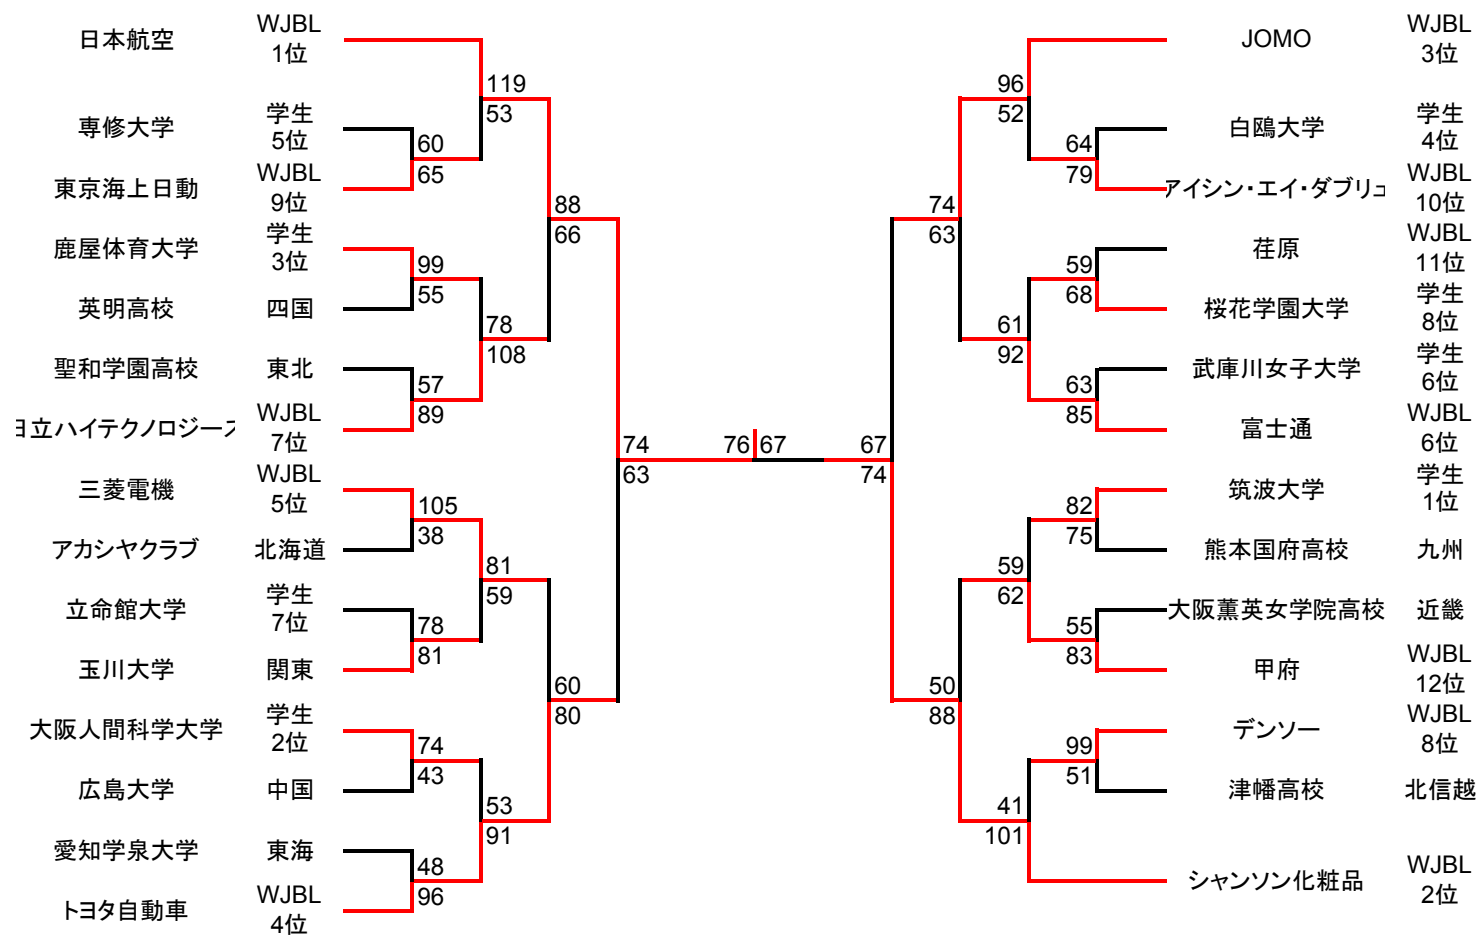 日本航空
WJBL
1位
119
53
専修大学
学生
5位
60
65
東京海上日動
WJBL
9位
88
66
鹿屋体育大学
学生
3位
99
55
英明高校
四国
78
108
聖和学園高校
東北
57
89
日立ハイテクノロジーズ
WJBL
7位
74
63
三菱電機
WJBL
5位
105
38
アカシヤクラブ
北海道
81
59
立命館大学
学生
7位
78
81
玉川大学
関東
60
80
大阪人間科学大学
学生
2位
74
43
広島大学
中国
53
91
愛知学泉大学
東海
48
96
トヨタ自動車
WJBL
4位
76
67
JOMO
WJBL
3位
96
52
白鴎大学
学生
4位
64
79
アイシン・エイ・ダブリュ
WJBL
10位
74
63
荏原
WJBL
11位
59
68
桜花学園大学
学生
8位
61
92
武庫川女子大学
学生
6位
63
85
富士通
WJBL
6位
67
74
筑波大学
学生
1位
82
75
熊本国府高校
九州
59
62
大阪薫英女学院高校
近畿
55
83
甲府
WJBL
12位
50
88
デンソー
WJBL
8位
99
51
津幡高校
北信越
41
101
シャンソン化粧品
WJBL
2位